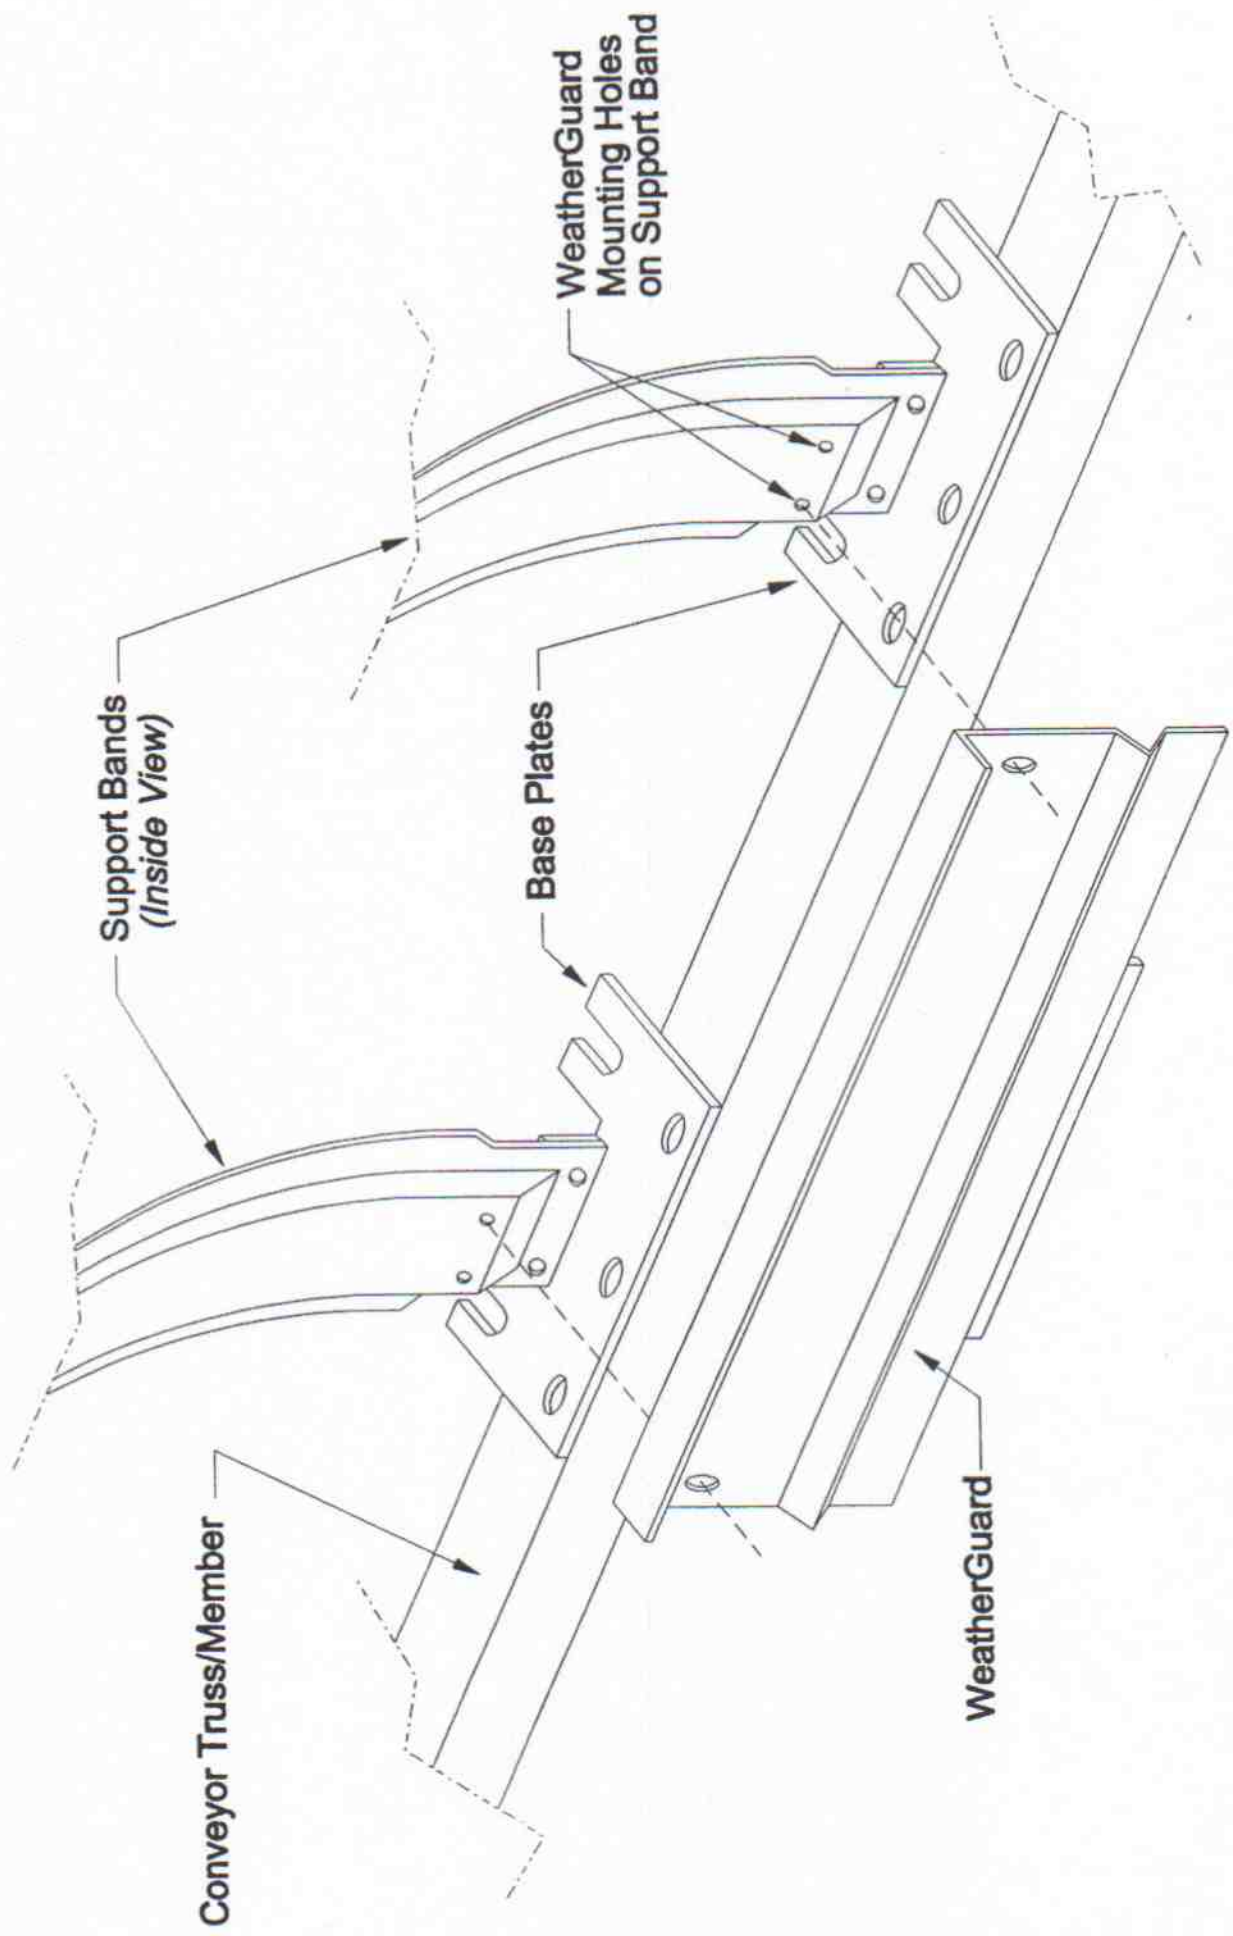 Support Bands
(Inside View)
WeatherGuard
Mounting Holes
on Support Band
Conveyor Truss/Member
Base Plates
WeatherGuard